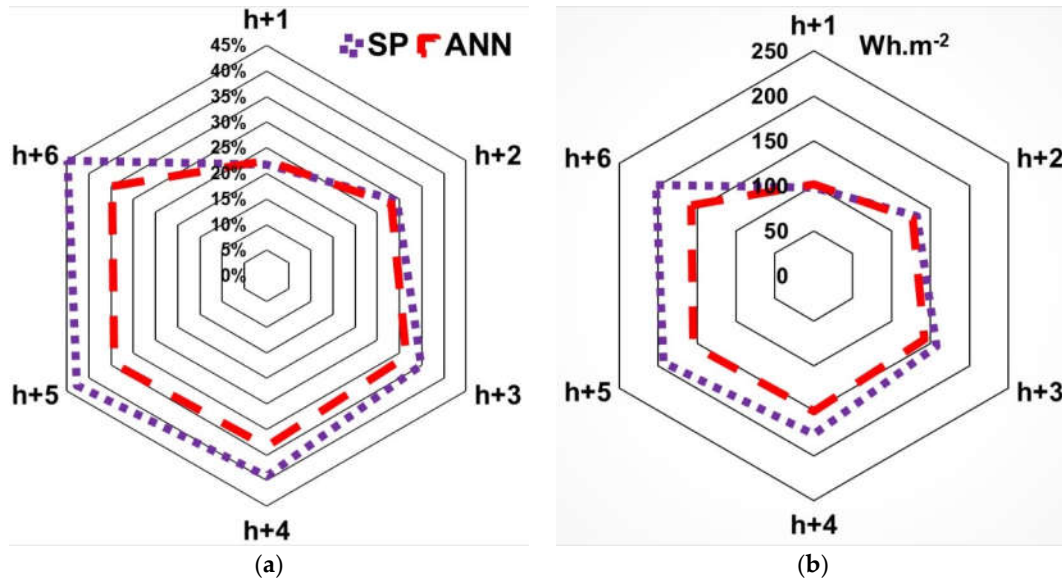 h+1
SP ANN
45%
40%
35%
30%
25%
20%
15%
10%
5%
0%
h+2
h+3
h+4
h+5
h+6
(a)
h+1
Wh.m-2
250
200
150
100
50
0
h+2
h+3
h+4
h+5
h+6
(b)